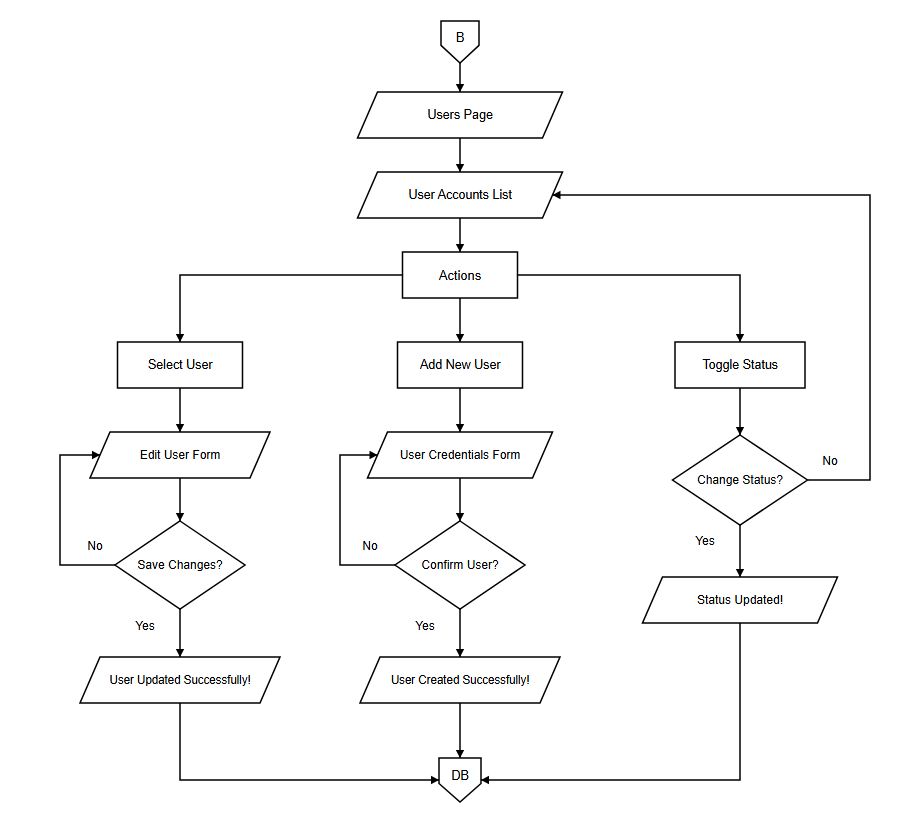 B
Users Page
User Accounts List
Actions
Select User
Add New User
Toggle Status
Edit User Form
User Credentials Form
Change Status?
No
No
Save Changes?
No
Confirm User?
Yes
Status Updated!
Yes
Yes
User Updated Successfully!
User Created Successfully!
DB